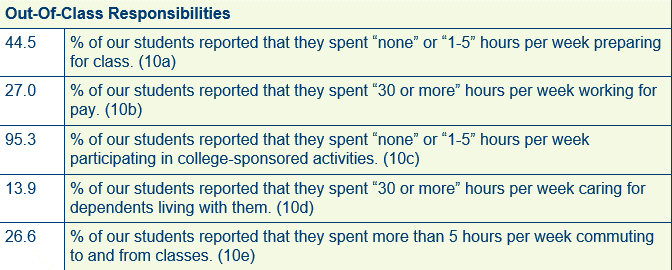 Out-Of-Class Responsibilities
44.5 % of our students reported that they spent “none” or “1-5” hours per week preparing
for class. (10a)
27.0 % of our students reported that they spent “30 or more” hours per week working for
pay. (10b)
95.3 % of our students reported that they spent “none” or “1-5” hours per week
participating in college-sponsored activities. (10c)
13.9 % of our students reported that they spent “30 or more” hours per week caring for
dependents living with them. (10d)
26.6 % of our students reported that they spent more than 5 hours per week commuting
to and from classes. (10e)